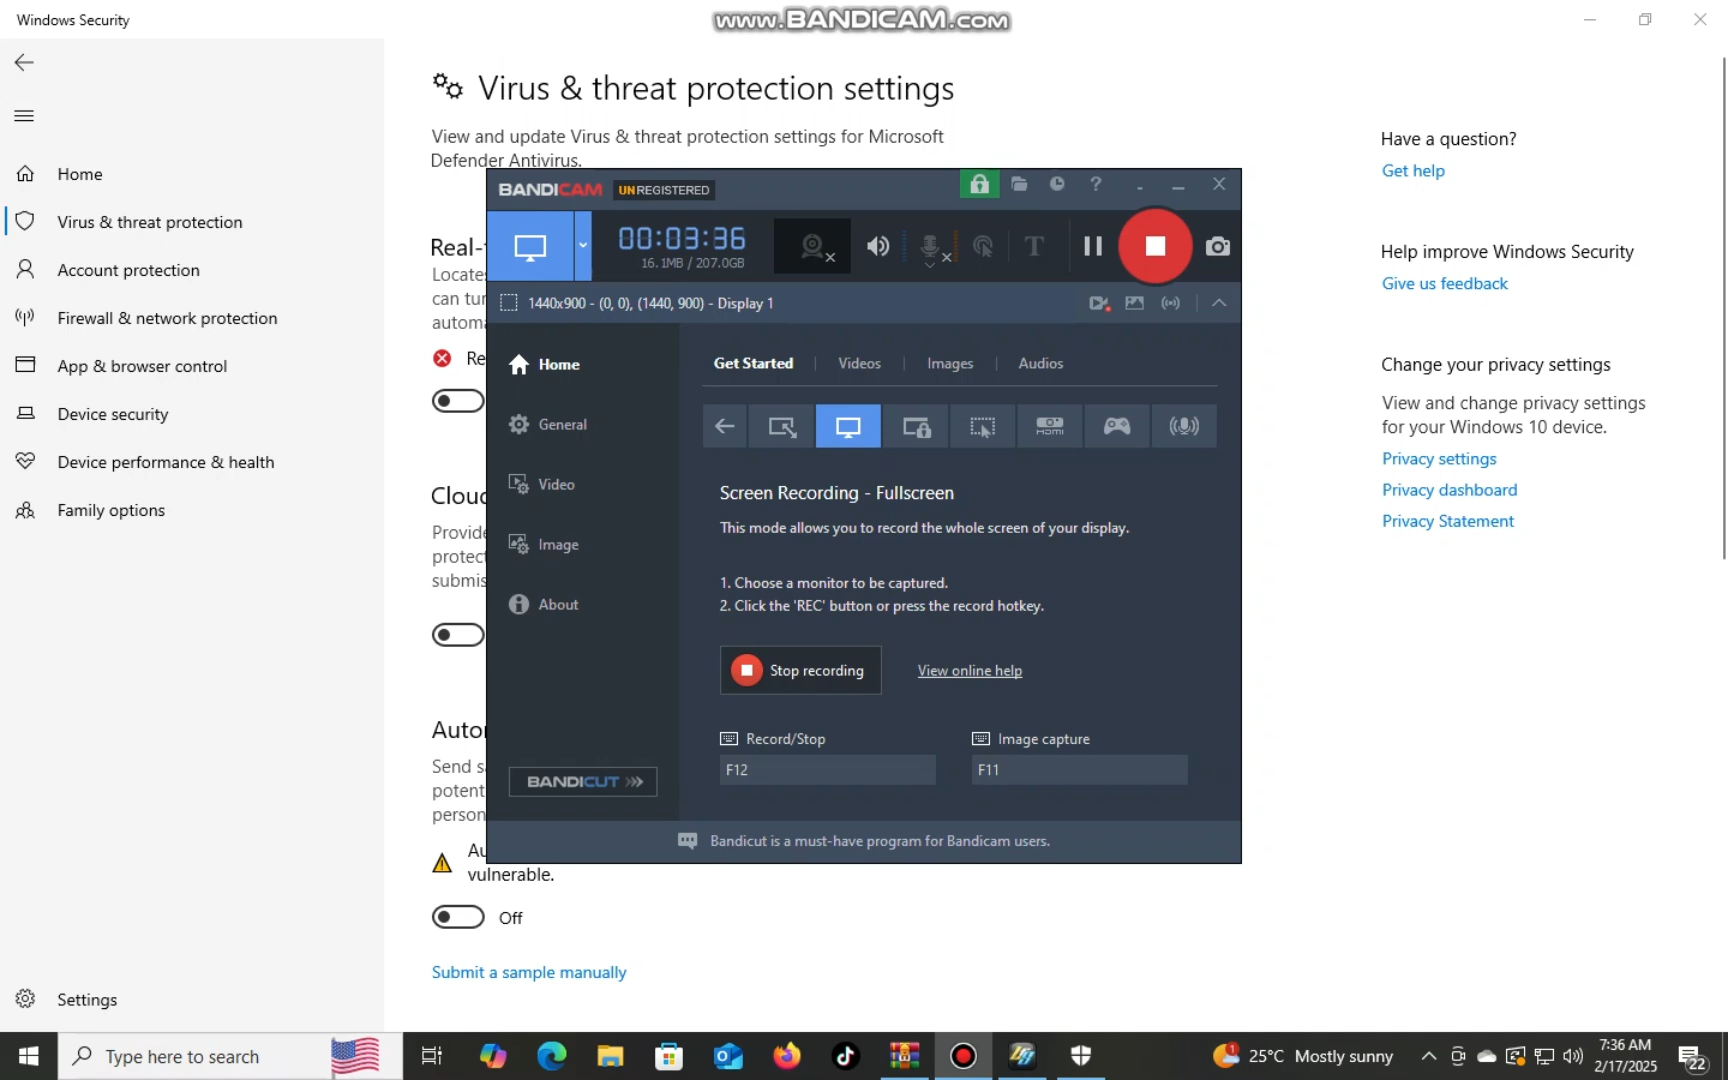 Windows Security
www.BANDICAM.com
Virus & threat protection settings
View and update Virus & threat protection settings for Microsoft
Defender Antivirus.
Home
Virus & threat protection
Account protection
Firewall & network protection
App & browser control
Device security
Device performance & health
Family options
Settings
Real-
Locate
can tur
autom
Re
Cloud
Provide
protect
submis
Auto
Send s
potent
person
Au
vulnerable.
Off
Submit a sample manually
BANDICAM UNREGISTERED
00:03:36
16.1MB / 207.0GB
T
1440x900 - (0, 0), (1440, 900) - Display 1
Home
General
Video
Image
About
BANDICUT
Get Started
Videos
Images
Audios
HDMI
Screen Recording - Fullscreen
This mode allows you to record the whole screen of your display.
1. Choose a monitor to be captured.
2. Click the 'REC' button or press the record hotkey.
Stop recording
View online help
Record/Stop
Image capture
F12
F11
Bandicut is a must-have program for Bandicam users.
Have a question?
Get help
Help improve Windows Security
Give us feedback
Change your privacy settings
View and change privacy settings
for your Windows 10 device.
Privacy settings
Privacy dashboard
Privacy Statement
Type here to search
1
25°C Mostly sunny
7:36 AM
2/17/2025
22